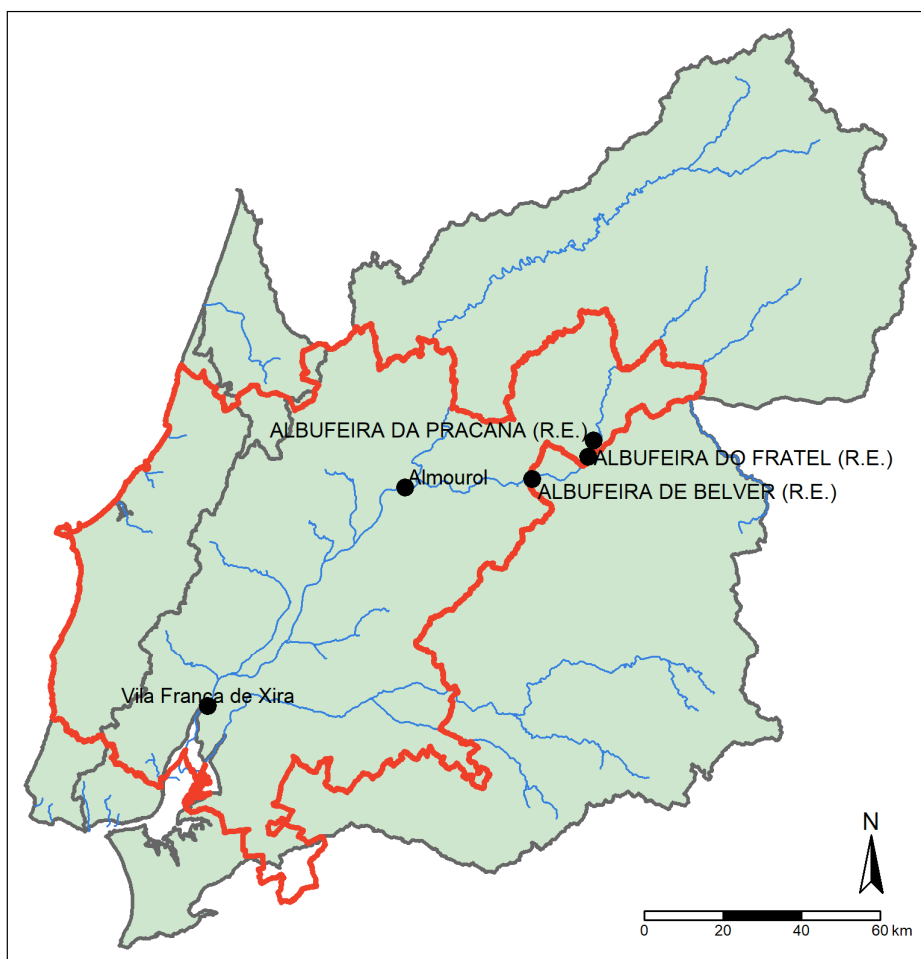 ALBUFEIRA DA PRACANA (R.E.)
ALBUFEIRA DO FRATEL (R.E.)
Almourol
ALBUFEIRA DE BELVER (R.E.)
Vila Franca de Xira
N
0 20 40 60 km